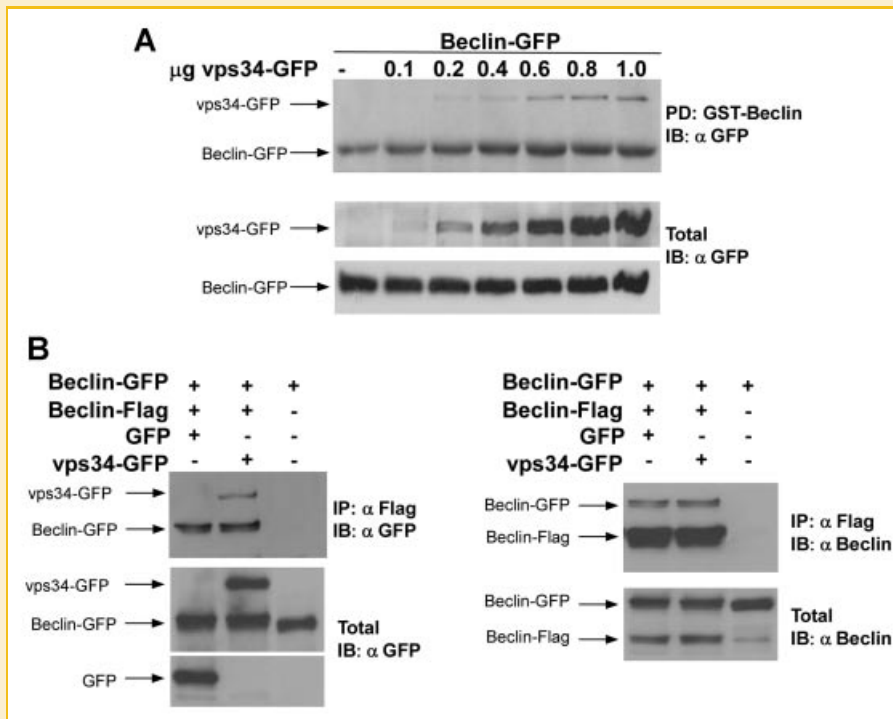 A
Beclin-GFP
μg vps34-GFP - 0.1 0.2 0.4 0.6 0.8 1.0
vps34-GFP
Beclin-GFP
PD: GST-Beclin
IB: α GFP
vps34-GFP
Beclin-GFP
Total
IB: α GFP
B
Beclin-GFP + + +
Beclin-Flag + + -
GFP + - -
vps34-GFP - + -
vps34-GFP
Beclin-GFP
IP: α Flag
IB: α GFP
vps34-GFP
Beclin-GFP
GFP
Total
IB: α GFP
Beclin-GFP + + +
Beclin-Flag + + -
GFP + - -
vps34-GFP - + -
Beclin-GFP
Beclin-Flag
IP: α Flag
IB: α Beclin
Beclin-GFP
Beclin-Flag
Total
IB: α Beclin